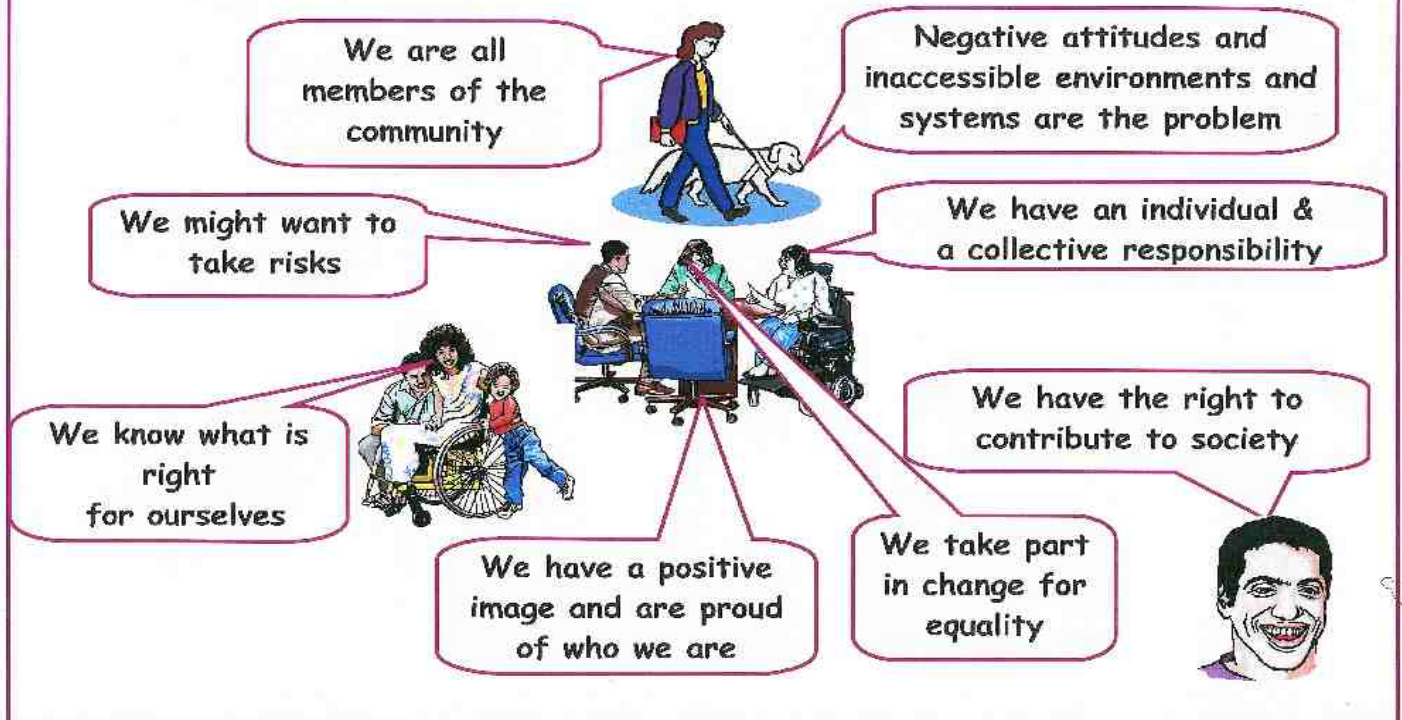 We are all
members of the
community
Negative attitudes and
inaccessible environments and
systems are the problem
We might want to
take risks
We have an individual &
a collective responsibility
We know what is
right
for ourselves
We have the right to
contribute to society
We have a positive
image and are proud
of who we are
We take part
in change for
equality